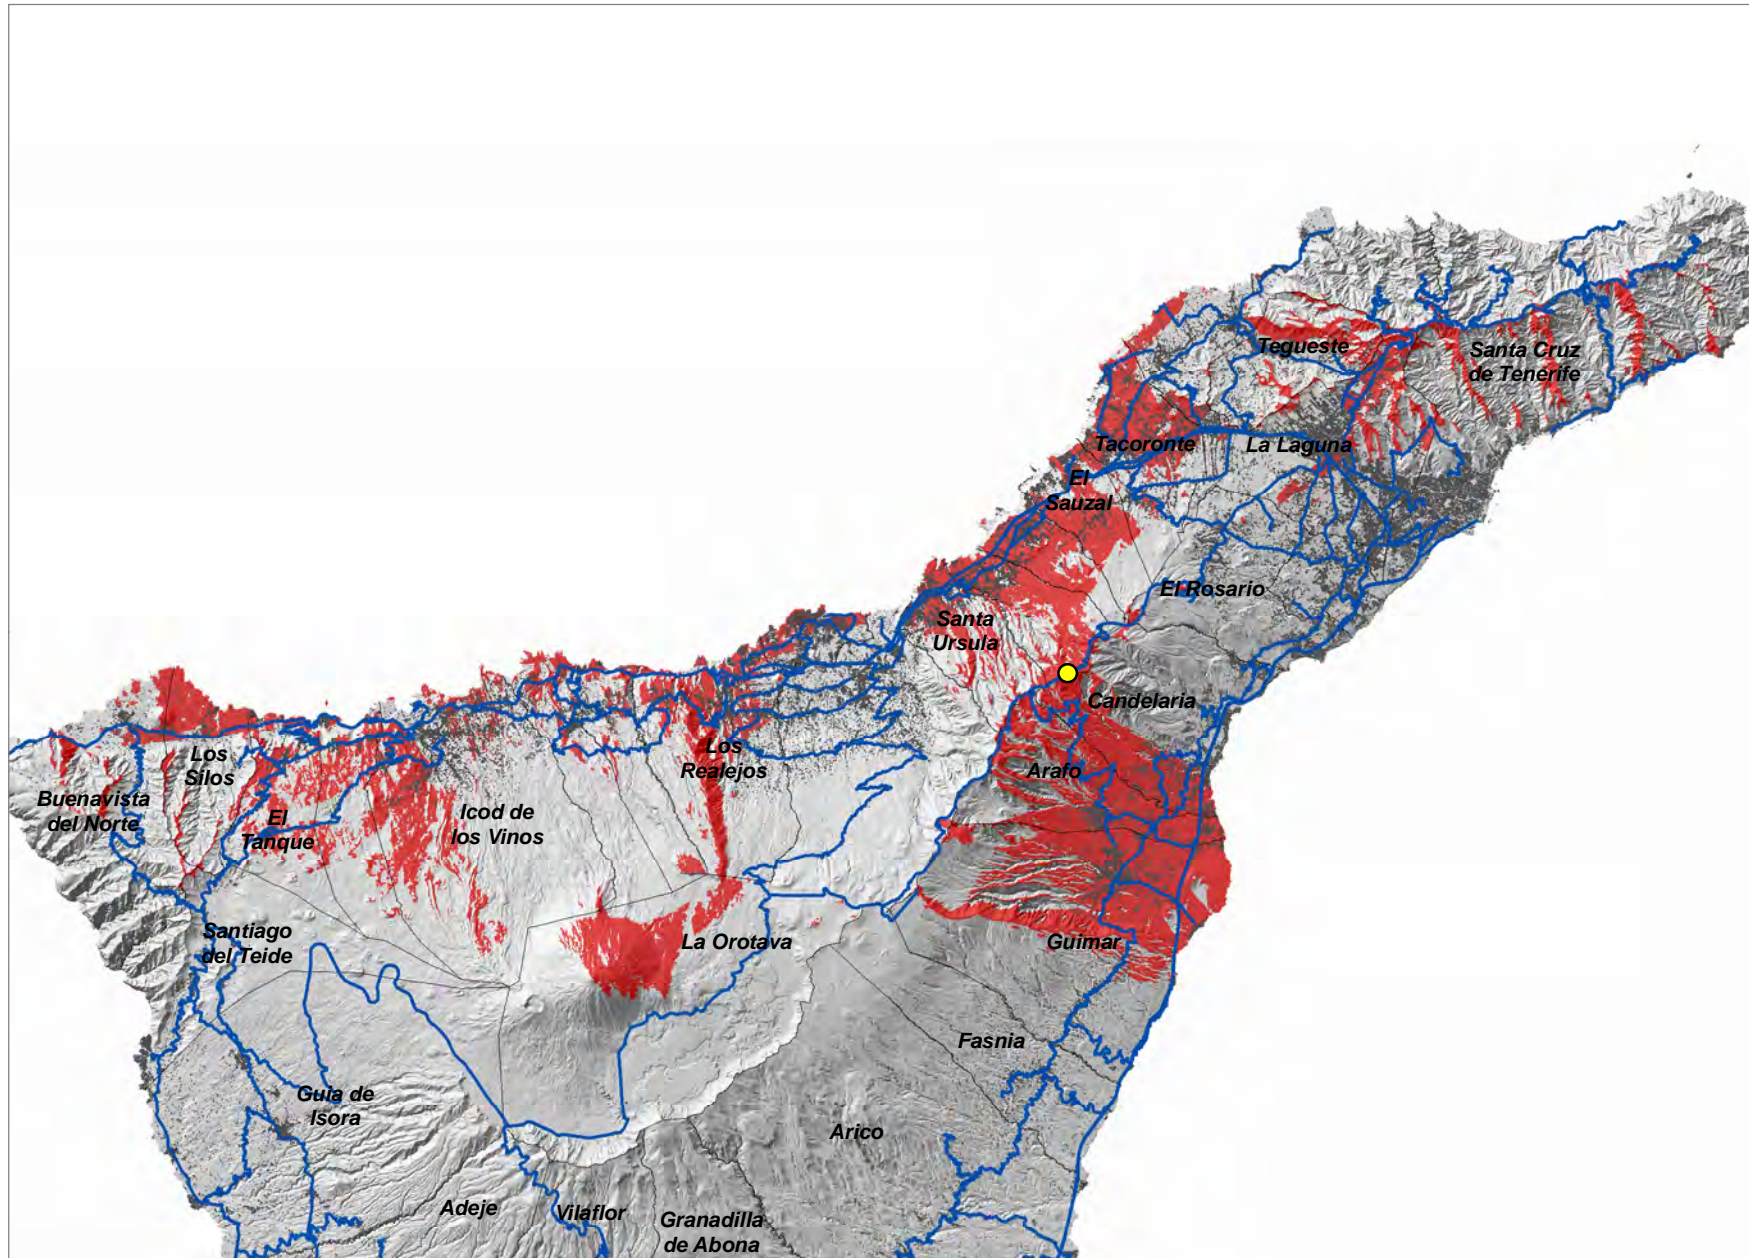 Tegueste
Santa Cruz
de Tenerife
Tacoronte
La Laguna
El
Sauzal
El Rosario
Santa
Ursula
Candelaria
Los
Silos
Los
Realejos
Arafo
Buenavista
del Norte
El
Tanque
Icod de
los Vinos
Santiago
del Teide
La Orotava
Guimar
Fasnia
Guia de
Isora
Arico
Adeje
Vilaflor
Granadilla
de Abona